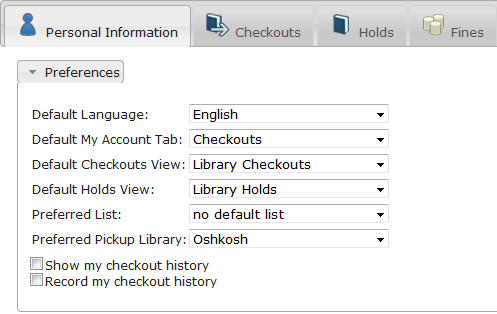 Personal Information Checkouts Holds Fines
Preferences
Default Language: English
Default My Account Tab: Checkouts
Default Checkouts View: Library Checkouts
Default Holds View: Library Holds
Preferred List: no default list
Preferred Pickup Library: Oshkosh
Show my checkout history
Record my checkout history